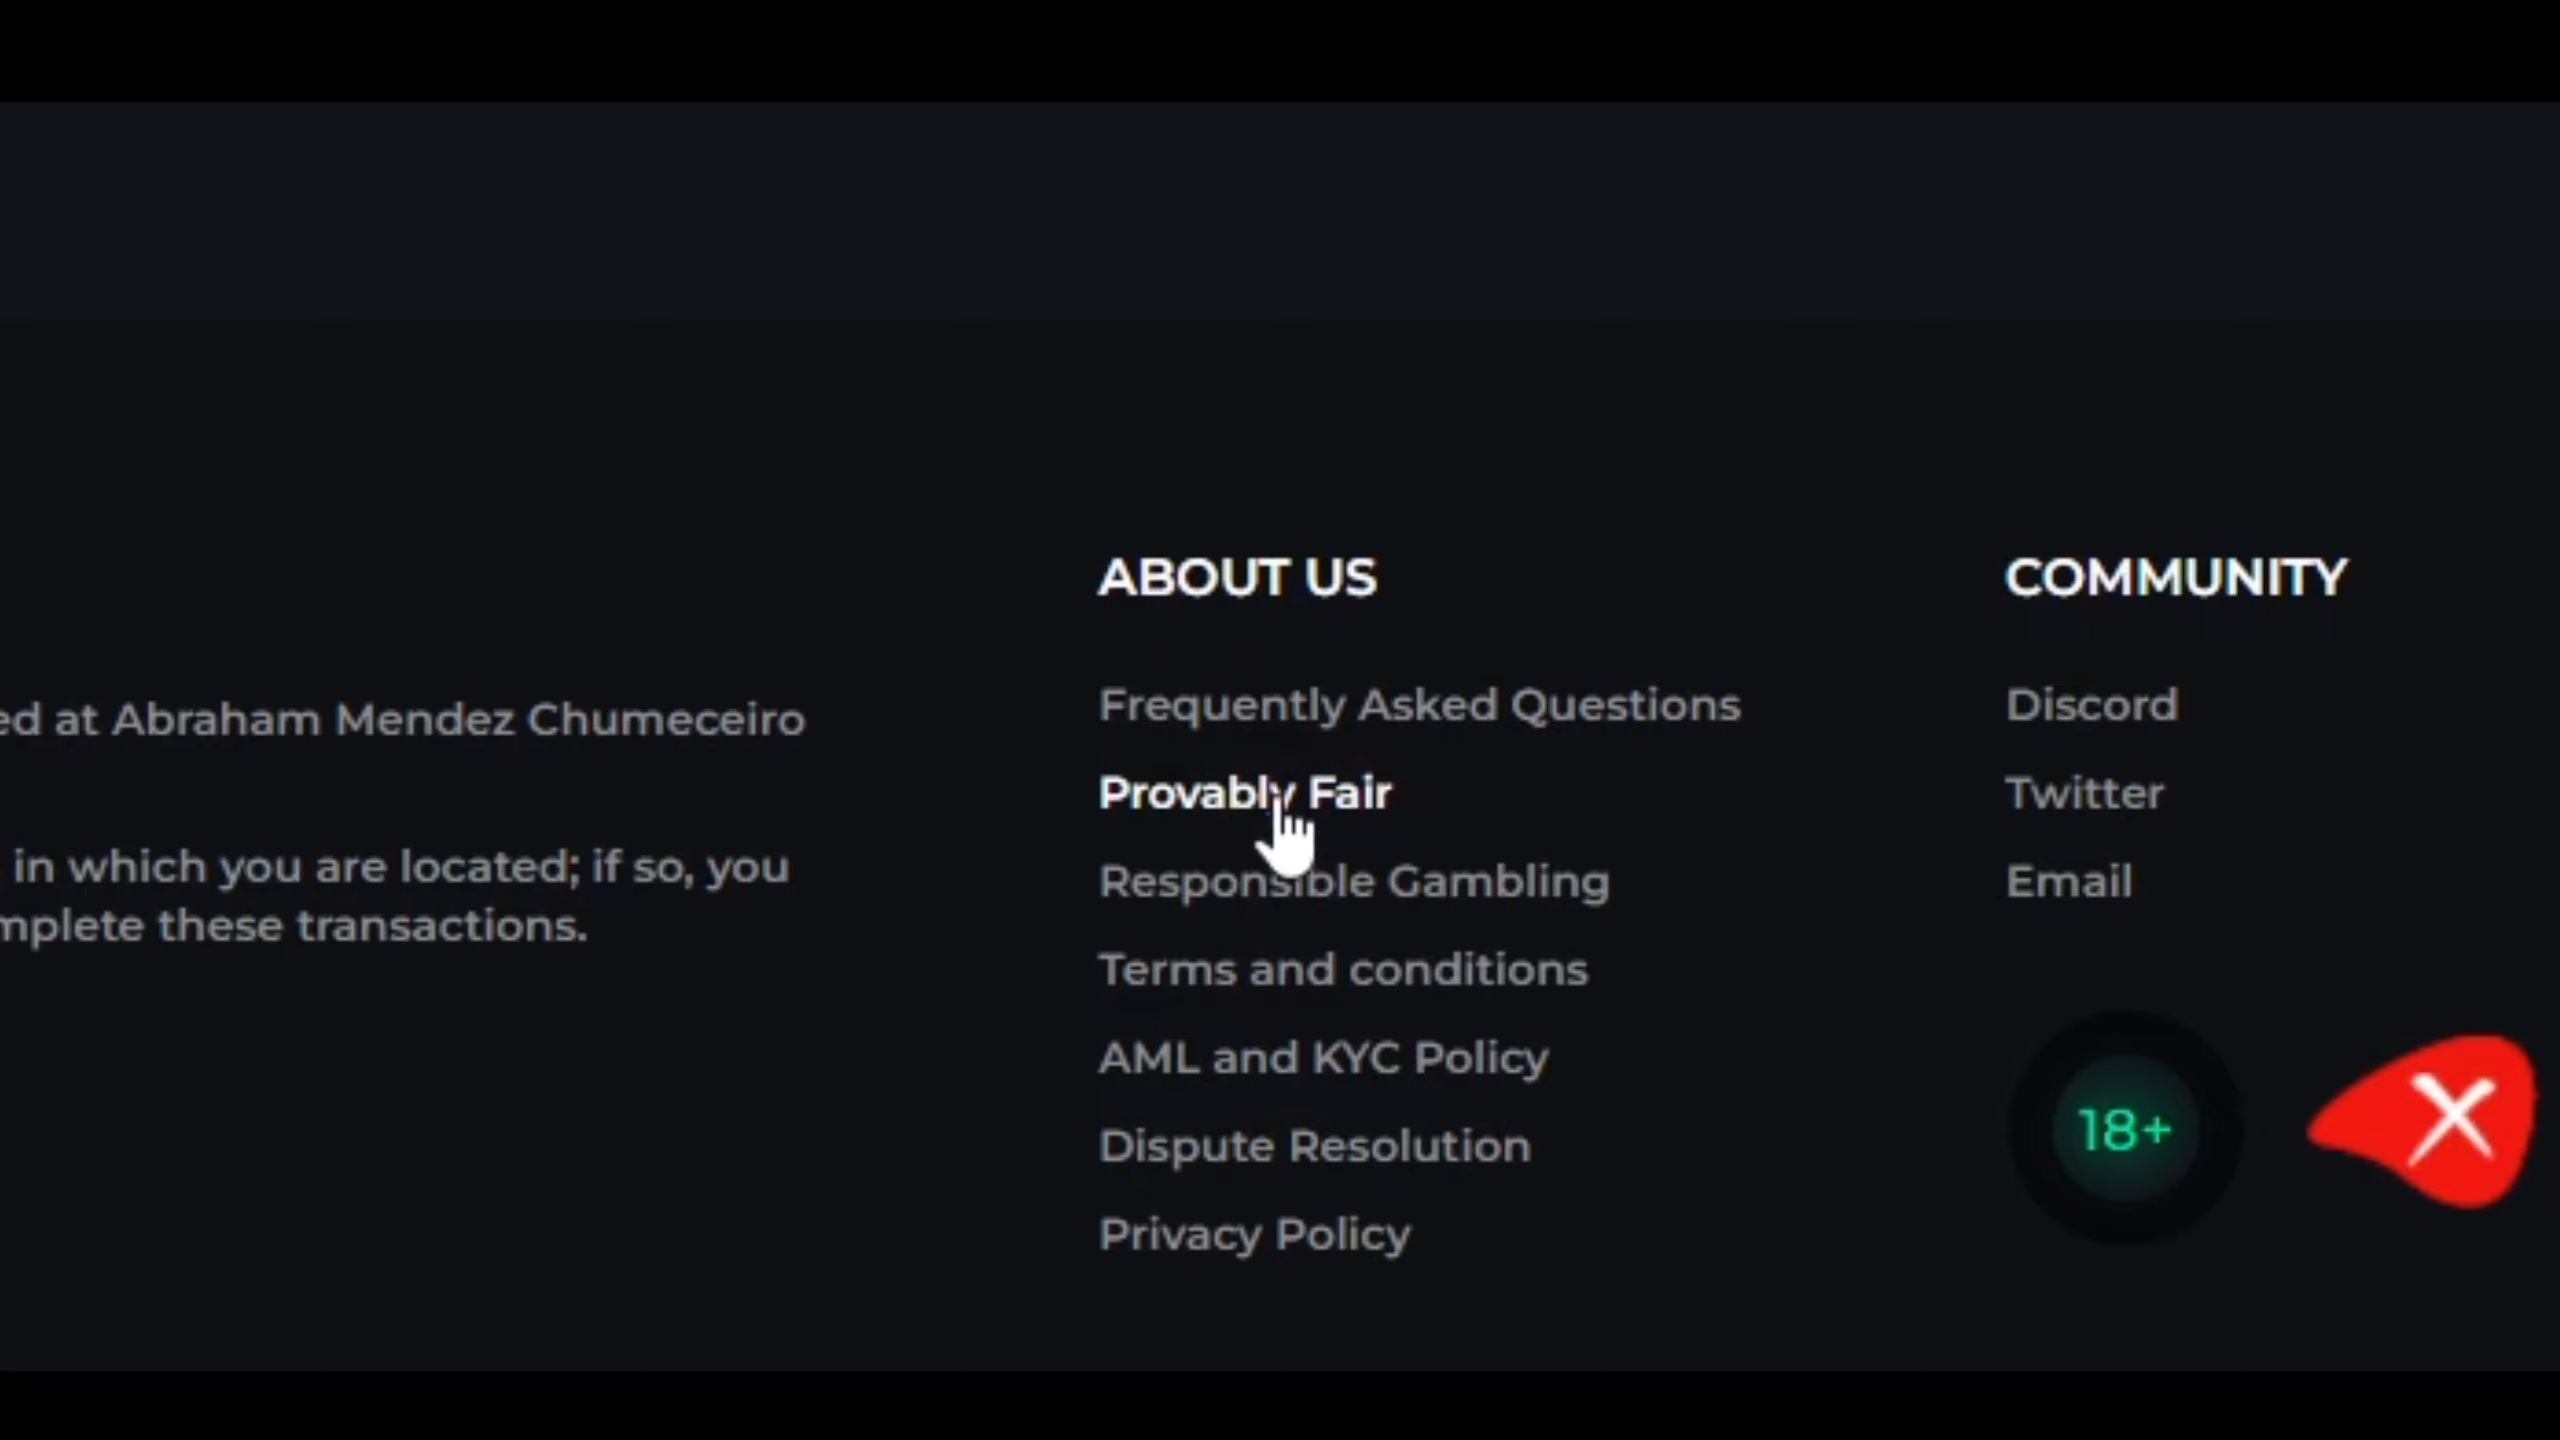 ed at Abraham Mendez Chumeceiro
in which you are located; if so, you
mplete these transactions.
ABOUT US
Frequently Asked Questions
Provably Fair
Responsible Gambling
Terms and conditions
AML and KYC Policy
Dispute Resolution
Privacy Policy
COMMUNITY
Discord
Twitter
Email
18+
X